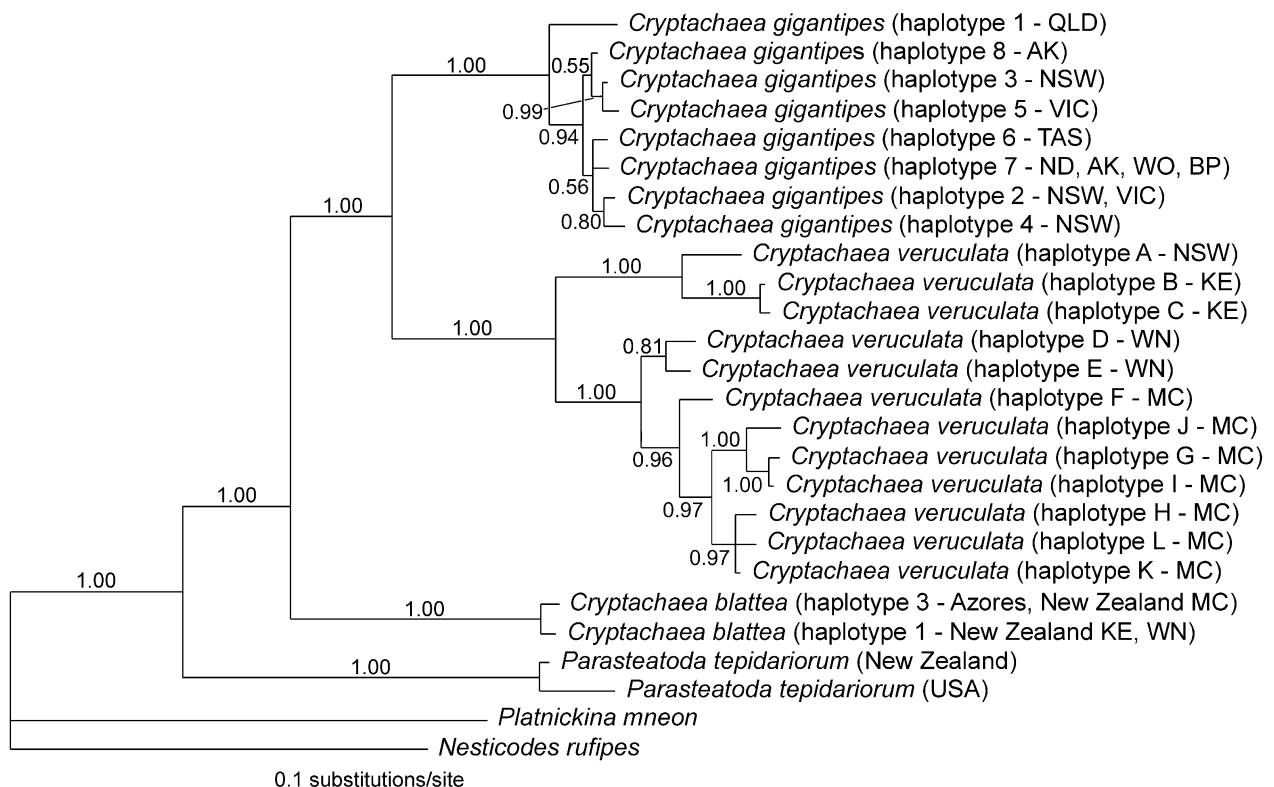 Cryptachaea gigantipes (haplotype 1 - QLD)
Cryptachaea gigantipes (haplotype 8 - AK)
0.55
1.00
Cryptachaea gigantipes (haplotype 3 - NSW)
0.99
Cryptachaea gigantipes (haplotype 5 - VIC)
0.94
Cryptachaea gigantipes (haplotype 6 - TAS)
Cryptachaea gigantipes (haplotype 7 - ND, AK, WO, BP)
0.56
Cryptachaea gigantipes (haplotype 2 - NSW, VIC)
1.00
0.80
Cryptachaea gigantipes (haplotype 4 - NSW)
Cryptachaea veruculata (haplotype A - NSW)
1.00
Cryptachaea veruculata (haplotype B - KE)
1.00
Cryptachaea veruculata (haplotype C - KE)
1.00
Cryptachaea veruculata (haplotype D - WN)
0.81
Cryptachaea veruculata (haplotype E - WN)
1.00
Cryptachaea veruculata (haplotype F - MC)
Cryptachaea veruculata (haplotype J - MC)
1.00
0.96
Cryptachaea veruculata (haplotype G - MC)
1.00
Cryptachaea veruculata (haplotype I - MC)
1.00
0.97
Cryptachaea veruculata (haplotype H - MC)
Cryptachaea veruculata (haplotype L - MC)
0.97
Cryptachaea veruculata (haplotype K - MC)
1.00
Cryptachaea blattea (haplotype 3 - Azores, New Zealand MC)
1.00
Cryptachaea blattea (haplotype 1 - New Zealand KE, WN)
Parasteatoda tepidariorum (New Zealand)
1.00
Parasteatoda tepidariorum (USA)
Platnickina mneon
Nesticodes rufipes
0.1 substitutions/site